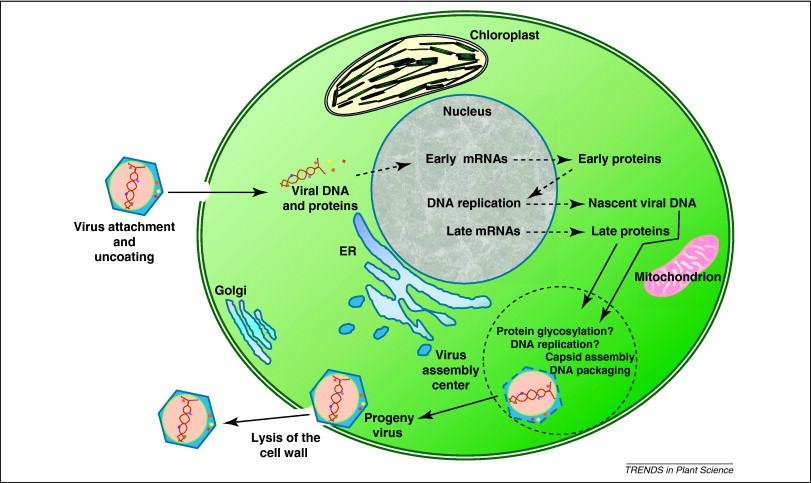 Chloroplast
Nucleus
Early mRNAs
Early proteins
Viral DNA
and proteins
DNA replication
Nascent viral DNA
Late mRNAs
Late proteins
Virus attachment
and
uncoating
ER
Mitochondrion
Golgi
Protein glycosylation?
DNA replication?
Capsid assembly
DNA packaging
Virus
assembly
center
Progeny
virus
Lysis of the
cell wall
TRENDS in Plant Science